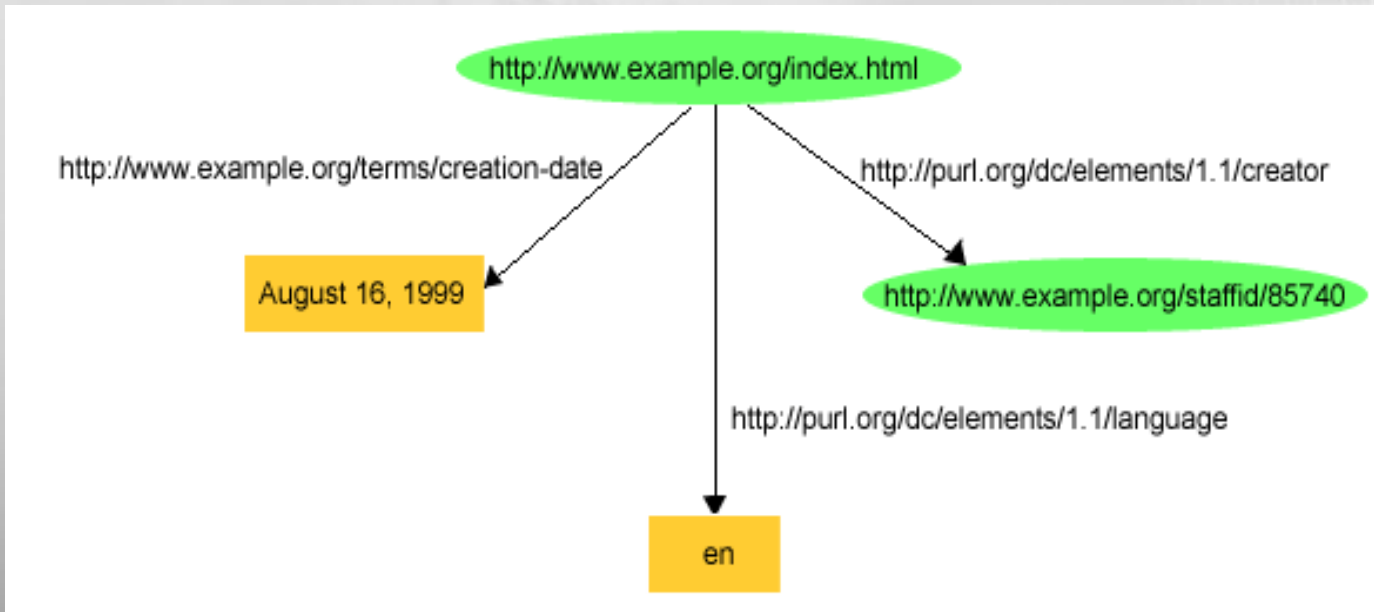 http://www.example.org/index.html
http://www.example.org/terms/creation-date
http://purl.org/dc/elements/1.1/creator
August 16, 1999
http://www.example.org/staffid/85740
http://purl.org/dc/elements/1.1/language
en